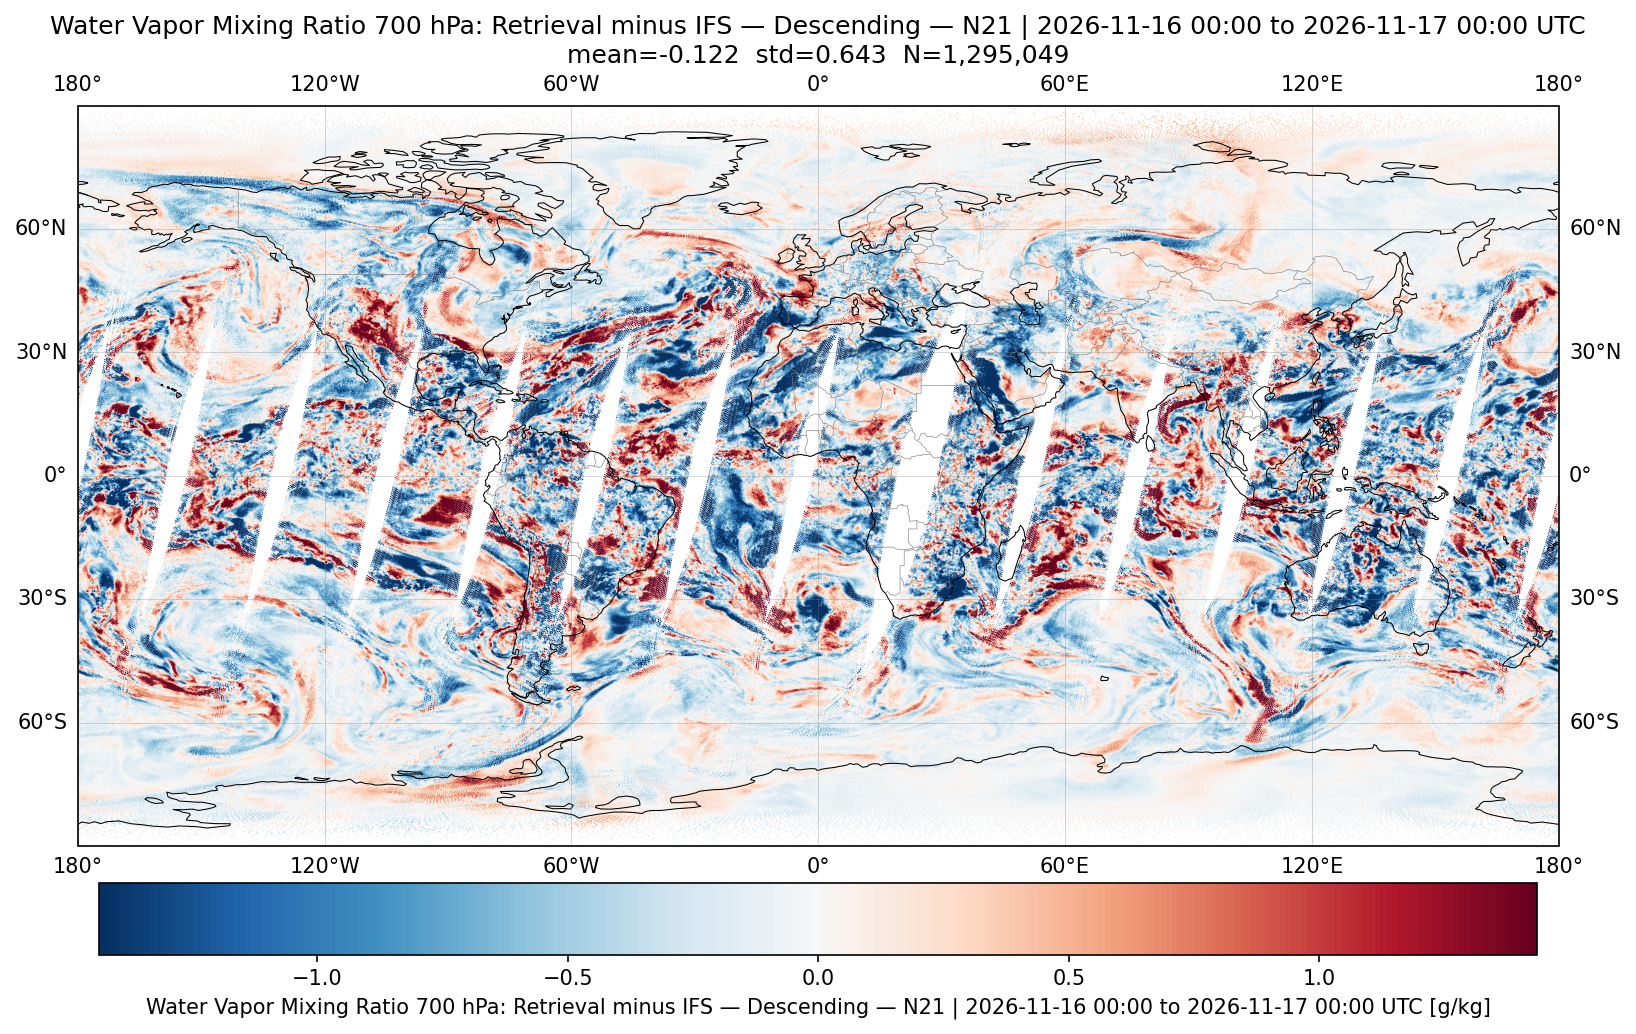 Water Vapor Mixing Ratio 700 hPa: Retrieval minus IFS — Descending — N21 | 2026-11-16 00:00 to 2026-11-17 00:00 UTC
mean=-0.122  std=0.643  N=1,295,049
180° 120°W 60°W 0° 60°E 120°E 180°
60°N 60°N
30°N 30°N
0° 0°
30°S 30°S
60°S 60°S
180° 120°W 60°W 0° 60°E 120°E 180°
−1.0 −0.5 0.0 0.5 1.0
Water Vapor Mixing Ratio 700 hPa: Retrieval minus IFS — Descending — N21 | 2026-11-16 00:00 to 2026-11-17 00:00 UTC [g/kg]